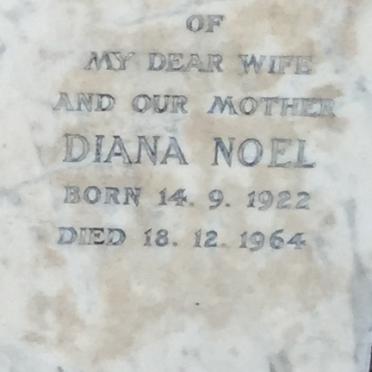 OF
MY DEAR WIFE
AND OUR MOTHER
DIANA NOEL
BORN 14. 9. 1922
DIED 18. 12. 1964